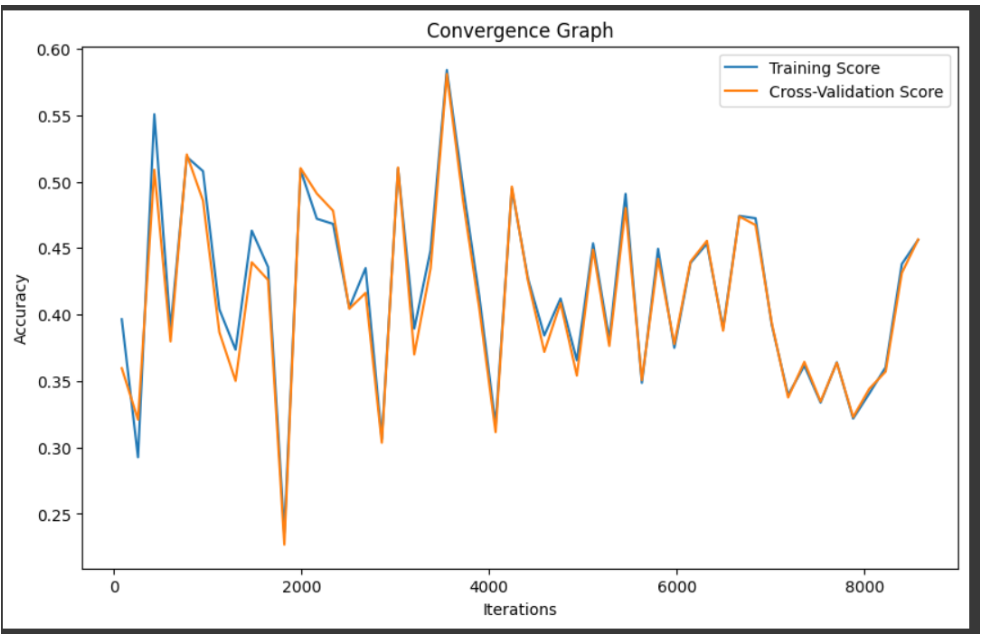 Convergence Graph
Training Score
Cross-Validation Score
0.60
0.55
0.50
0.45
0.40
0.35
0.30
0.25
Accuracy
0 2000 4000 6000 8000
Iterations